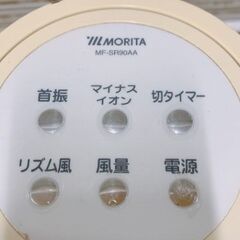 MORITA
MF-SR90AA
首振
マイナス
イオン
切タイマー
リズム風
風量
電源